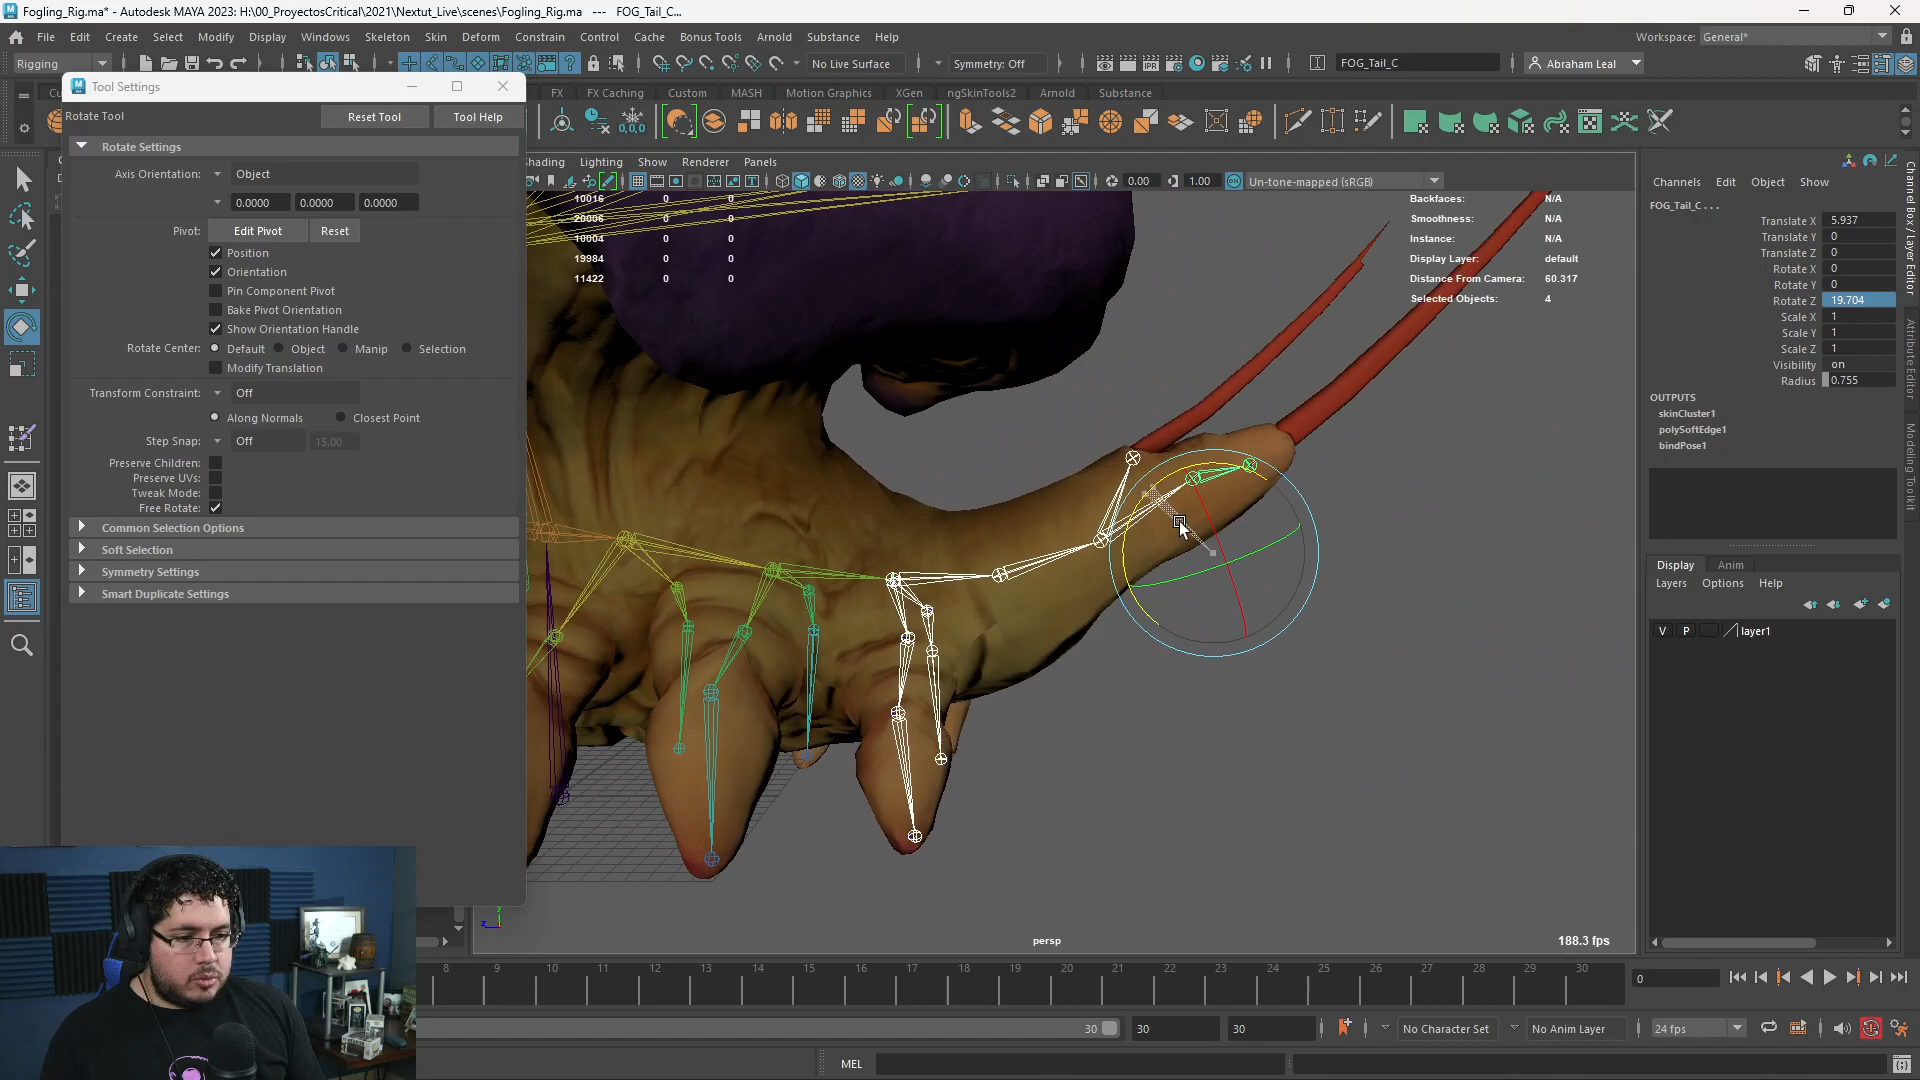 Fogling_Rig.ma* - Autodesk MAYA 2023: H:\00_ProyectosCritical\2021\Nextut_Live\scenes\Fogling_Rig.ma --- FOG_Tail_C...
File Edit Create Select Modify Display Windows Skeleton Skin Deform Constrain Control Cache Bonus Tools Arnold Substance Help
Workspace: General*
Rigging
No Live Surface
Symmetry: Off
FOG_Tail_C
Abraham Leal
Tool Settings
FX FX Caching Custom MASH Motion Graphics XGen ngSkinTools2 Arnold Substance
Rotate Tool
Reset Tool
Tool Help
Rotate Settings
Axis Orientation: Object
0.0000 0.0000 0.0000
Pivot: Edit Pivot Reset
Position
Orientation
Pin Component Pivot
Bake Pivot Orientation
Show Orientation Handle
Rotate Center: Default Object Manip Selection
Modify Translation
Transform Constraint: Off
Along Normals Closest Point
Step Snap: Off 15.00
Preserve Children:
Preserve UVs:
Tweak Mode:
Free Rotate:
Common Selection Options
Soft Selection
Symmetry Settings
Smart Duplicate Settings
Lighting Show Renderer Panels
0.00 1.00 Un-tone-mapped (sRGB)
10016 0 0
20006 0 0
10004 0 0
19984 0 0
11422 0 0
Backfaces: N/A
Smoothness: N/A
Instance: N/A
Display Layer: default
Distance From Camera: 60.317
Selected Objects: 4
persp
188.3 fps
Channels Edit Object Show
FOG_Tail_C . . .
Translate X 5.937
Translate Y 0
Translate Z 0
Rotate X 0
Rotate Y 0
Rotate Z 19.704
Scale X 1
Scale Y 1
Scale Z 1
Visibility on
Radius 0.755
OUTPUTS
skinCluster1
polySoftEdge1
bindPose1
Channel Box / Layer Editor
Attribute Editor
Modeling Toolkit
Display Anim
Layers Options Help
V P layer1
8 9 10 11 12 13 14 15 16 17 18 19 20 21 22 23 24 25 26 27 28 29 30
0
30
30
30
No Character Set
No Anim Layer
24 fps
MEL